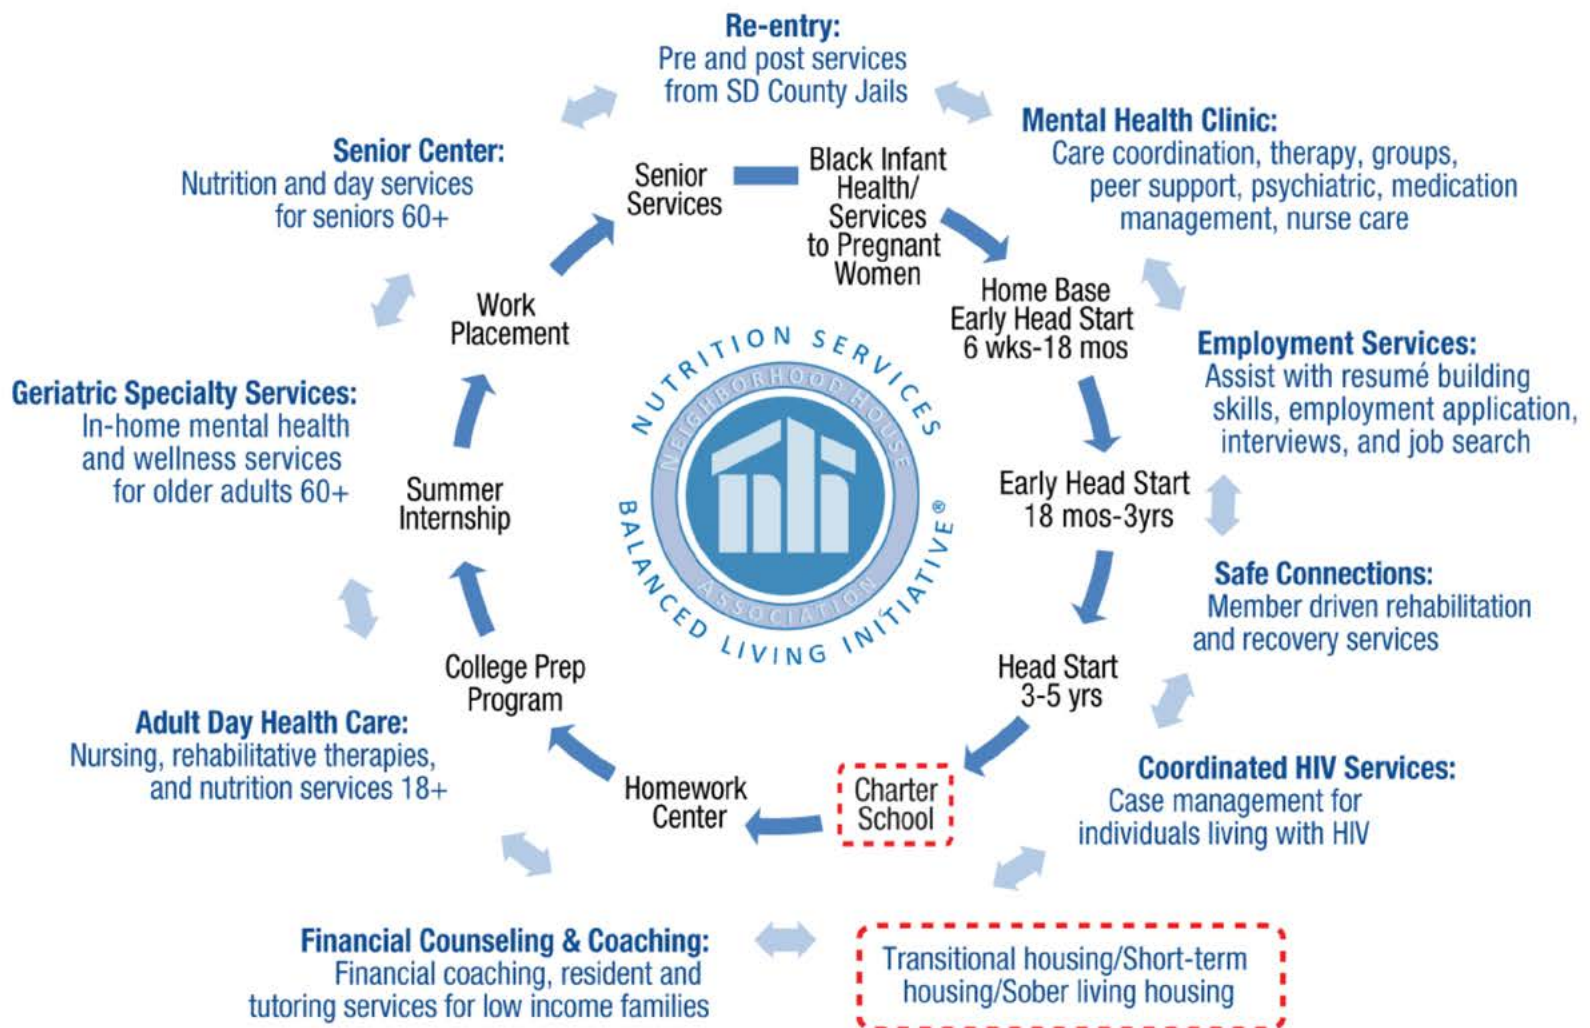 Re-entry:
Pre and post services
from SD County Jails
Mental Health Clinic:
Care coordination, therapy, groups,
peer support, psychiatric, medication
management, nurse care
Employment Services:
Assist with resumé building
skills, employment application,
interviews, and job search
Safe Connections:
Member driven rehabilitation
and recovery services
Coordinated HIV Services:
Case management for
individuals living with HIV
Transitional housing/Short-term
housing/Sober living housing
Financial Counseling & Coaching:
Financial coaching, resident and
tutoring services for low income families
Adult Day Health Care:
Nursing, rehabilitative therapies,
and nutrition services 18+
Geriatric Specialty Services:
In-home mental health
and wellness services
for older adults 60+
Senior Center:
Nutrition and day services
for seniors 60+
Senior
Services
Black Infant
Health/
Services
to Pregnant
Women
Home Base
Early Head Start
6 wks-18 mos
Early Head Start
18 mos-3yrs
Head Start
3-5 yrs
Charter
School
Homework
Center
College Prep
Program
Summer
Internship
Work
Placement
NUTRITION SERVICES
NEIGHBORHOOD HOUSE
ASSOCIATION
BALANCED LIVING INITIATIVE®